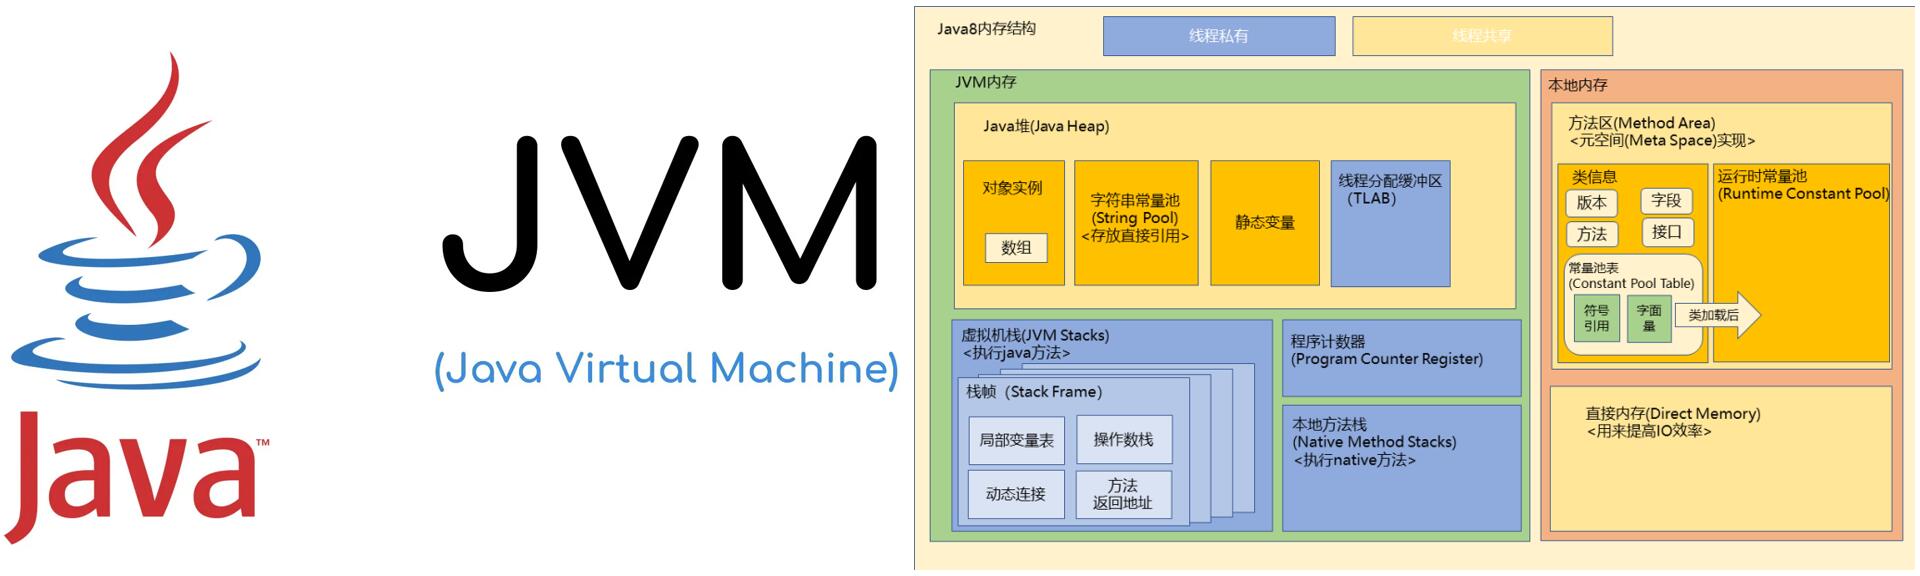 Java™
JVM
(Java Virtual Machine)
Java8内存结构
线程私有
线程共享
JVM内存
Java堆(Java Heap)
对象实例
数组
字符串常量池
(String Pool)
<存放直接引用>
静态变量
线程分配缓冲区
(TLAB)
虚拟机栈(JVM Stacks)
<执行java方法>
栈帧（Stack Frame）
局部变量表
操作数栈
动态连接
方法
返回地址
程序计数器
(Program Counter Register)
本地方法栈
(Native Method Stacks)
<执行native方法>
本地内存
方法区(Method Area)
<元空间(Meta Space)实现>
类信息
版本
字段
方法
接口
常量池表
(Constant Pool Table)
符号
引用
字面
量
类加载后
运行时常量池
(Runtime Constant Pool)
直接内存(Direct Memory)
<用来提高IO效率>